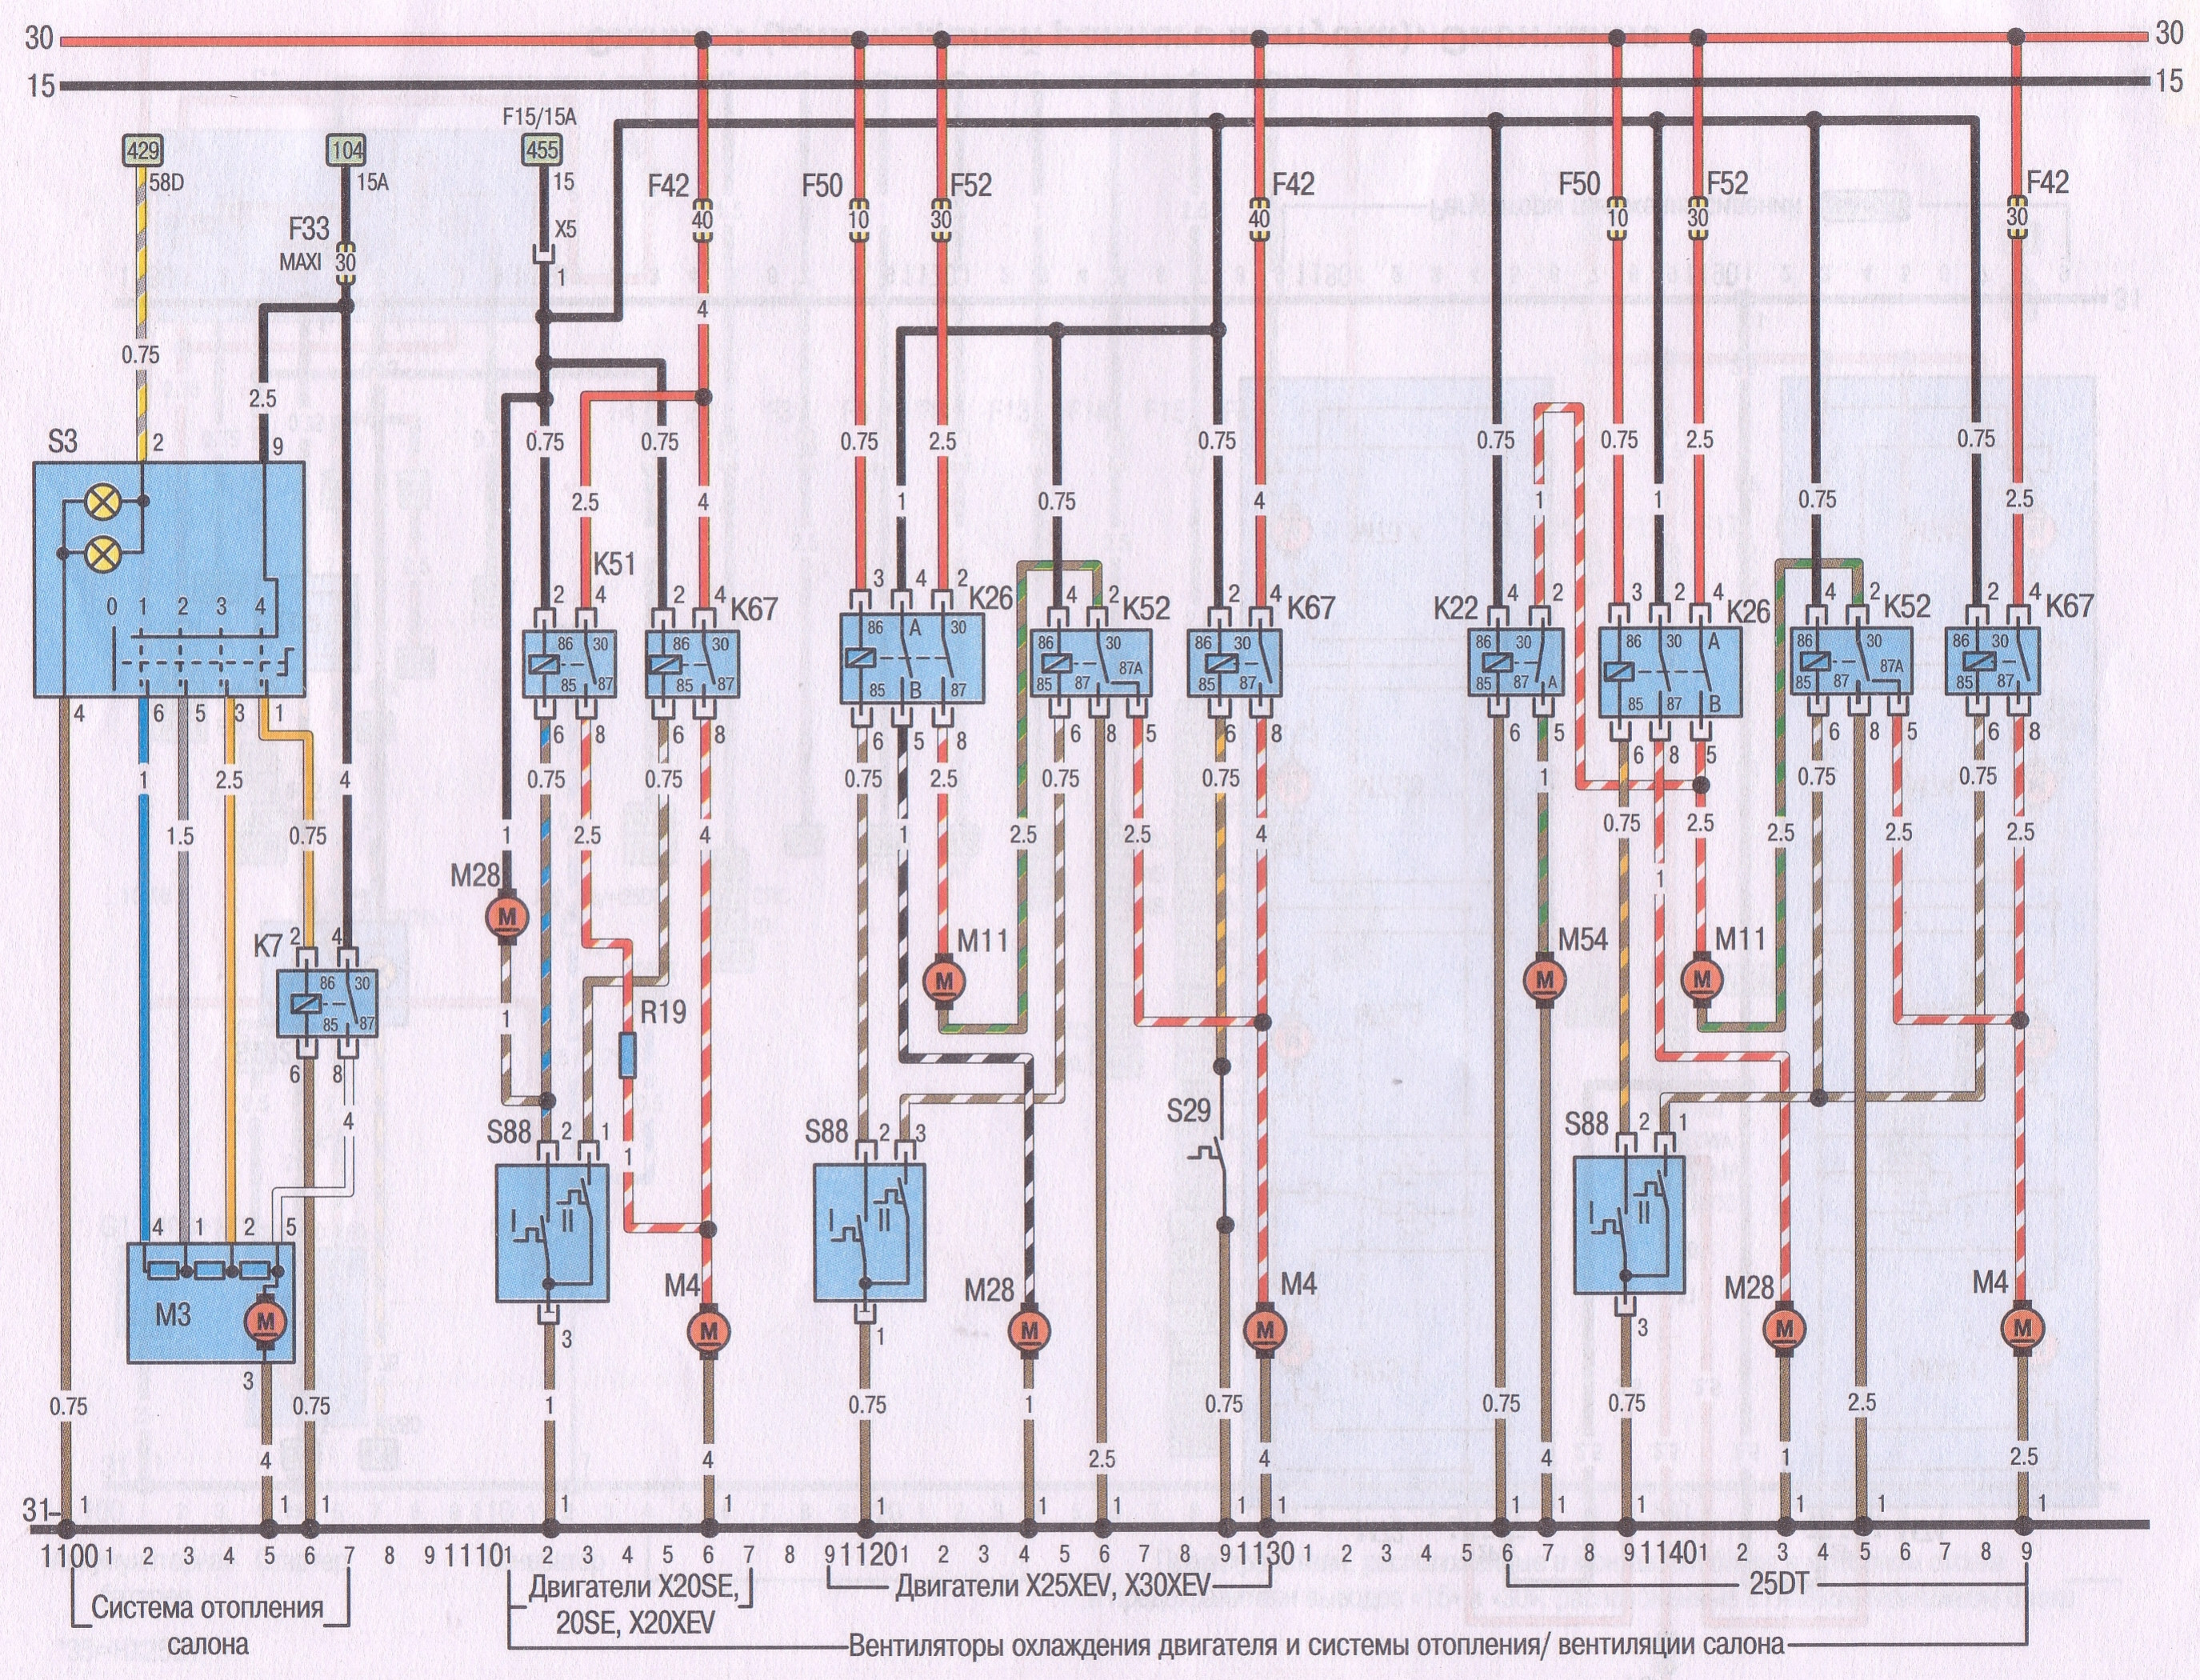 30 30
15 15
F15/15A
429 104 455
58D 15A 15 F42 F50 F52 F42 F50 F52 F42
F33 X5 40 10 30 40 10 30 30
MAXI 30 1
4
0.75
2.5 0.75 0.75 0.75 2.5 0.75 0.75 0.75 2.5 0.75
S3 2 9
2.5 4 1 0.75 4 1 1 0.75 2.5
K51 2 4 2 4 K67 3 4 2 K26 4 2 K52 2 4 K67 K22 4 2 3 2 4 K26 4 2 K52 2 4 K67
0 1 2 3 4
86 30 86 30 86 A 30 86 30 86 30 86 30 86 30 A 86 30 86 30
87A 87A
85 87 85 87 85 B 87 85 87 85 87 85 87 A 85 87 B 85 87 85 87
4 6 5 3 1 6 8 6 8 6 5 8 6 8 5 6 8 6 5 6 8 5 6 8 5 6 8
1 2.5 4 0.75 0.75 0.75 2.5 0.75 0.75 1 0.75 0.75
1.5 0.75 1 2.5 4 1 2.5 2.5 4 0.75 2.5 2.5 2.5 2.5
M28 1
M M11 M54 M11
K7 2 4 M M M
86 30
85 87 1 R19
6 8
4 S88 2 1 S88 2 3 S29 S88 2 1
1
4 1 2 5 I II I II I II
M3 M M4 M28 M4 M28 M4
M M M M M
3 3 1 3
0.75 0.75 1 0.75 1 0.75 0.75 0.75 2.5
4 4 2.5 4 4 1 2.5
31 1 1 1 1 1 1 1 1 1 1 1 1 1 1 1 1
1100 2 3 4 5 6 7 8 9 1110 1 2 3 4 5 6 7 8 9 1120 1 2 3 4 5 6 7 8 9 1130 1 2 3 4 5 6 7 8 9 1140 1 2 3 4 5 6 7 8 9
Система отопления
салона
Двигатели X20SE,
20SE, X20XEV
Двигатели X25XEV, X30XEV
25DT
Вентиляторы охлаждения двигателя и системы отопления/ вентиляции салона